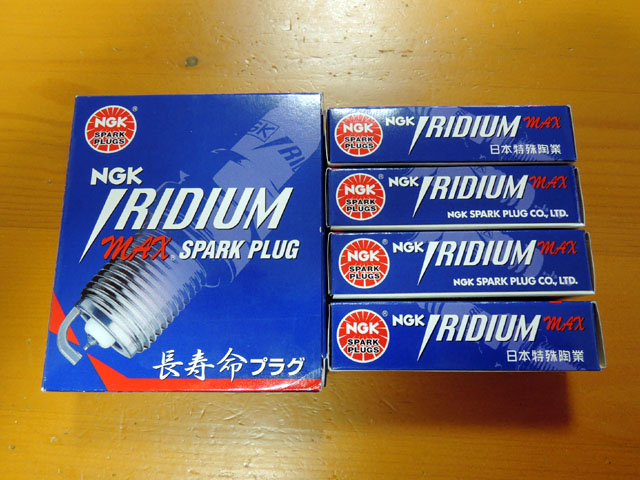 NGK
SPARK
PLUGS
NGK
IRIDIUM
MAX SPARK PLUG
長寿命プラグ
NGK
SPARK
PLUGS
NGK IRIDIUM MAX
日本特殊陶業
NGK
SPARK
PLUGS
NGK IRIDIUM MAX
NGK SPARK PLUG CO., LTD.
NGK
SPARK
PLUGS
NGK IRIDIUM MAX
NGK SPARK PLUG CO., LTD.
NGK
SPARK
PLUGS
NGK IRIDIUM MAX
日本特殊陶業